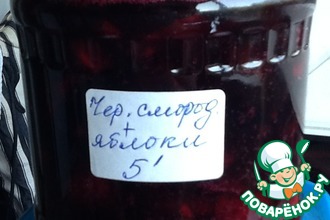 Чер. смород.
+
яблоки
5'
ПОВАРЁНОК.РУ